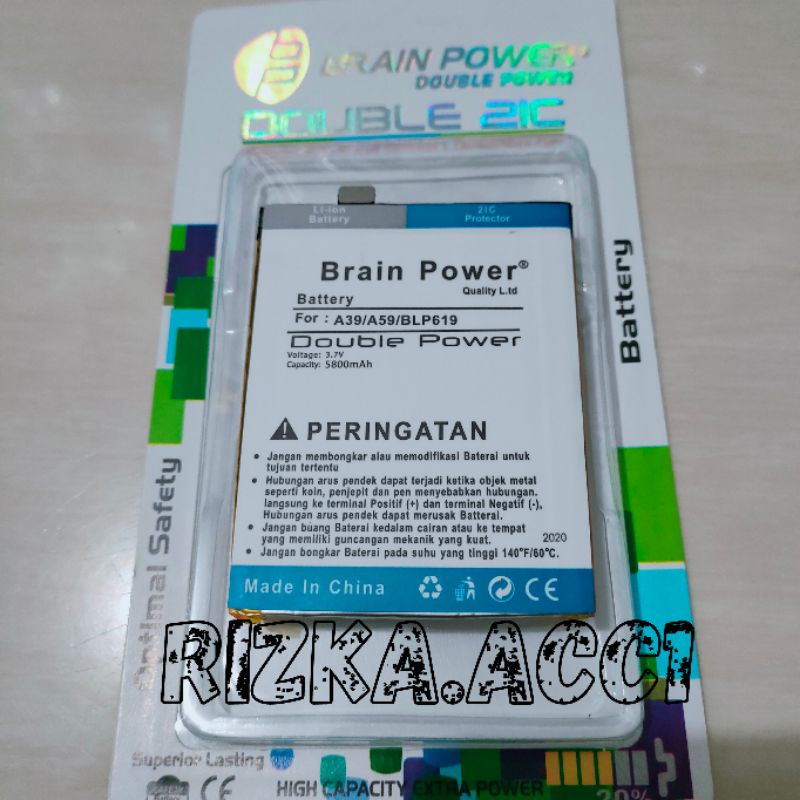 BRAIN POWER®
DOUBLE POWER
DOUBLE 2IC
Li-ion
Battery
2IC
Protector
Brain Power®
Quality L.td
Battery
For : A39/A59/BLP619
Double Power
Voltage: 3.7V
Capacity: 5800mAh
PERINGATAN
• Jangan membongkar alau memodifikasi Baterai untuk
tujuan tertentu
• Hubungan arus pendek dapat terjadi ketika objek metal
seperti koin, penjepit dan pen menyebabkan hubungan.
langsung ke terminal Positif (+) dan terminal Negatif (-),
Hubungan arus pendek dapat merusak Batterai.
• Jangan buang Baterai kedalam cairan atau ke tempat
yang memiliki guncangan mekanik yang kuat.
2020
• Jangan bongkar Baterai pada suhu yang tinggi 140°F/60°C.
Made In China
CE
Battery
Optimal Safety
RIZKA.ACC1
Superior Lasting
CE
HIGH CAPACITY EXTRA POWER
20%